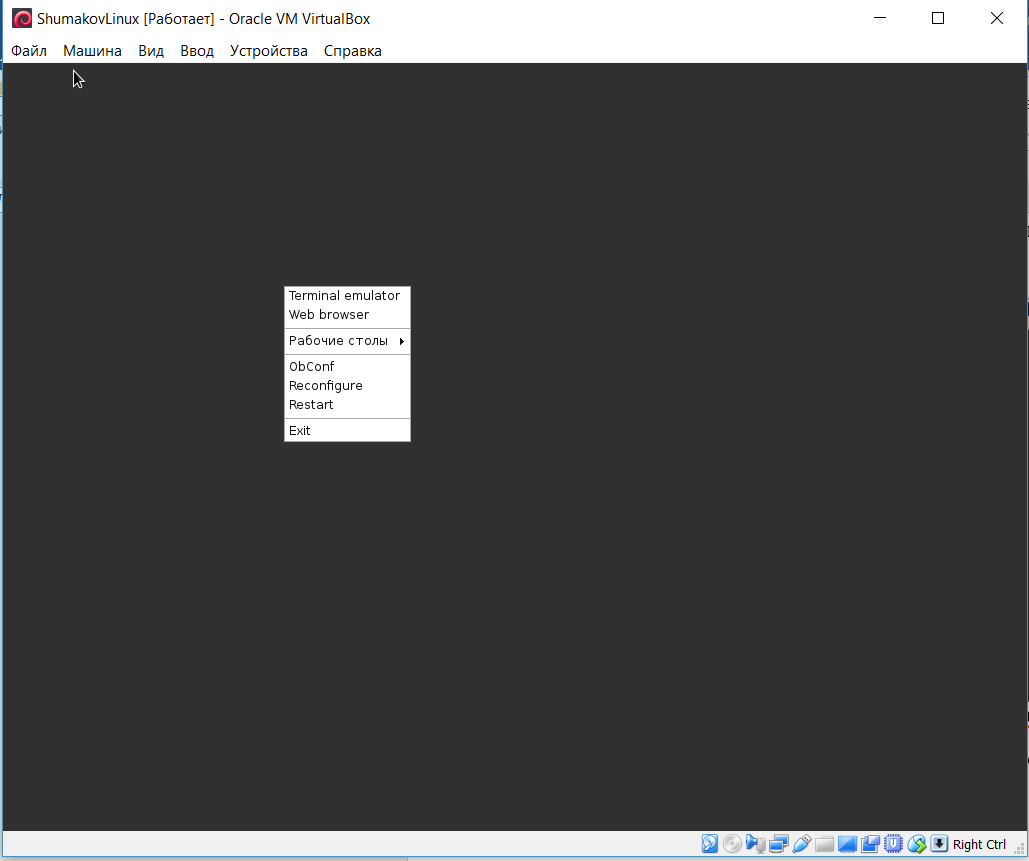 ShumakovLinux [Работает] - Oracle VM VirtualBox
Файл Машина Вид Ввод Устройства Справка
Terminal emulator
Web browser
Рабочие столы
ObConf
Reconfigure
Restart
Exit
Right Ctrl